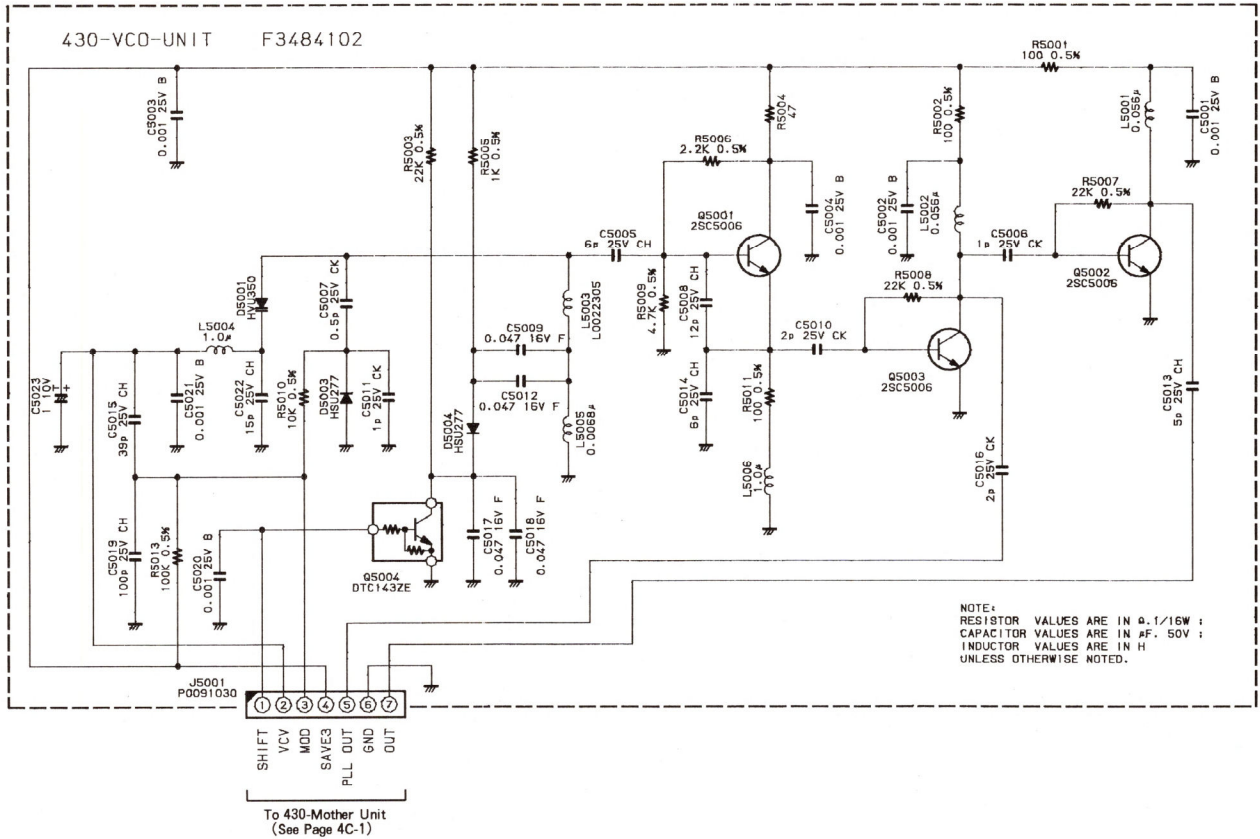 430-VCO-UNIT F3484102
R5001
100 0.5%
C5003
0.001 25V B
R5003
22K 0.5%
R5005
1K 0.5%
R5004
47
R5006
2.2K 0.5%
R5002
100 0.5%
L5001
0.056μ
C5001
0.001 25V B
C5004
0.001 25V B
C5002
0.001 25V B
L5002
0.056μ
R5007
22K 0.5%
Q5001
2SC5006
C5005
6p 25V CH
C5006
1p 25V CK
Q5002
2SC5006
D5001
HVU350
C5007
0.5p 25V CK
L5003
L0022305
R5009
4.7K 0.5%
C5008
12p 25V CH
R5008
22K 0.5%
L5004
1.0μ
C5009
0.047 16V F
C5010
2p 25V CK
Q5003
2SC5006
C5023
1 10V
T
+
C5015
39p 25V CH
C5021
0.001 25V B
C5022
15p 25V CH
R5010
10K 0.5%
D5003
HSU277
C5011
1p 25V CK
C5012
0.047 16V F
D5004
HSU277
L5005
0.0068μ
C5014
R5011
100 0.5%
C5013
5p 25V CH
C5016
2p 25V CK
L5006
1.0μ
C5019
100p 25V CH
R5013
100K 0.5%
C5020
0.001 25V B
Q5004
DTC143ZE
C5017
0.047 16V F
C5018
0.047 16V F
NOTE:
RESISTOR VALUES ARE IN Ω, 1/16W ;
CAPACITOR VALUES ARE IN μF, 50V ;
INDUCTOR VALUES ARE IN H
UNLESS OTHERWISE NOTED.
J5001
P0091030
1 2 3 4 5 6 7
SHIFT
VCV
MOD
SAVE3
PLL OUT
GND
OUT
To 430-Mother Unit
(See Page 4C-1)